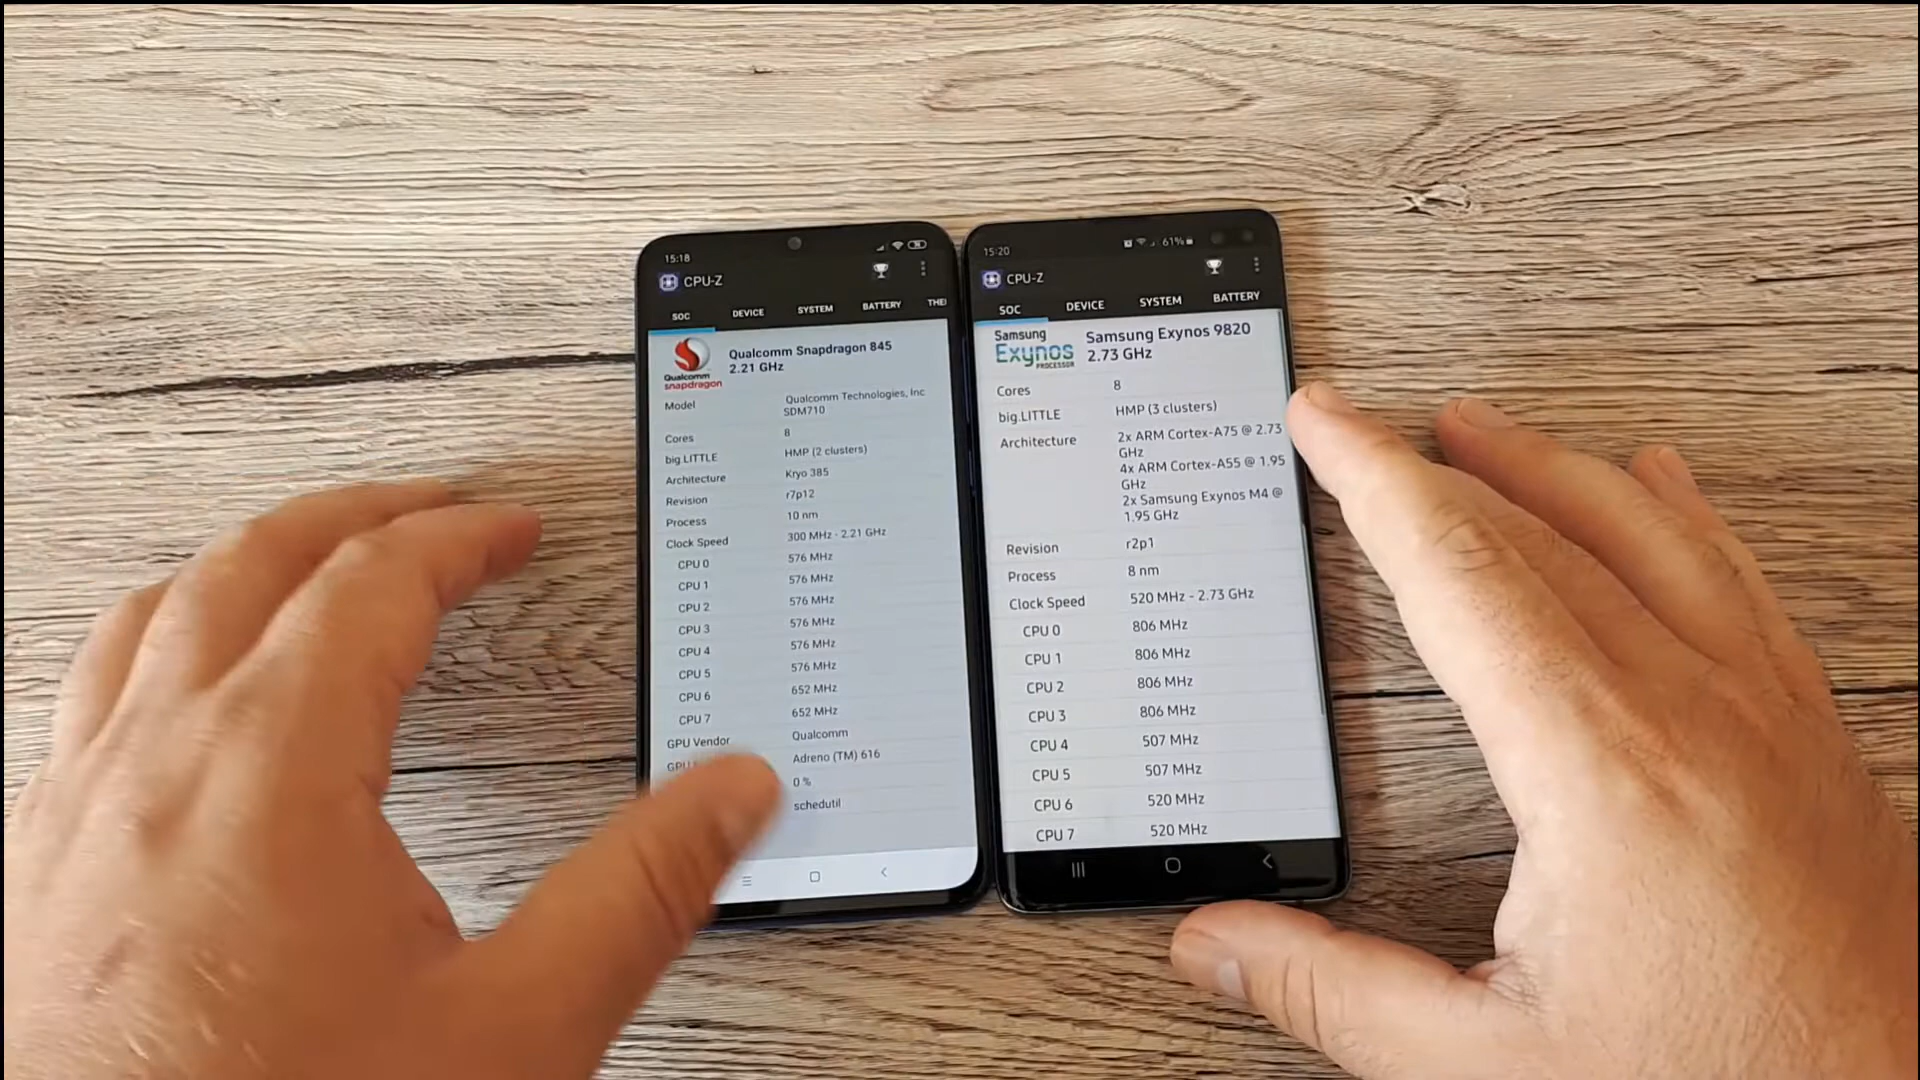 15:18
CPU-Z
SOC DEVICE SYSTEM BATTERY THE
Qualcomm
snapdragon
Qualcomm Snapdragon 845
2.21 GHz
Model Qualcomm Technologies, Inc
SDM710
Cores 8
big.LITTLE HMP (2 clusters)
Architecture Kryo 385
Revision r7p12
Process 10 nm
Clock Speed 300 MHz - 2.21 GHz
CPU 0 576 MHz
CPU 1 576 MHz
CPU 2 576 MHz
CPU 3 576 MHz
CPU 4 576 MHz
CPU 5 576 MHz
CPU 6 652 MHz
CPU 7 652 MHz
GPU Vendor Qualcomm
GPU Adreno (TM) 616
0 %
schedutil
15:20 61%
CPU-Z
SOC DEVICE SYSTEM BATTERY
Samsung
Exynos
PROCESSOR
Samsung Exynos 9820
2.73 GHz
Cores 8
big.LITTLE HMP (3 clusters)
Architecture 2x ARM Cortex-A75 @ 2.73
GHz
4x ARM Cortex-A55 @ 1.95
GHz
2x Samsung Exynos M4 @
1.95 GHz
Revision r2p1
Process 8 nm
Clock Speed 520 MHz - 2.73 GHz
CPU 0 806 MHz
CPU 1 806 MHz
CPU 2 806 MHz
CPU 3 806 MHz
CPU 4 507 MHz
CPU 5 507 MHz
CPU 6 520 MHz
CPU 7 520 MHz